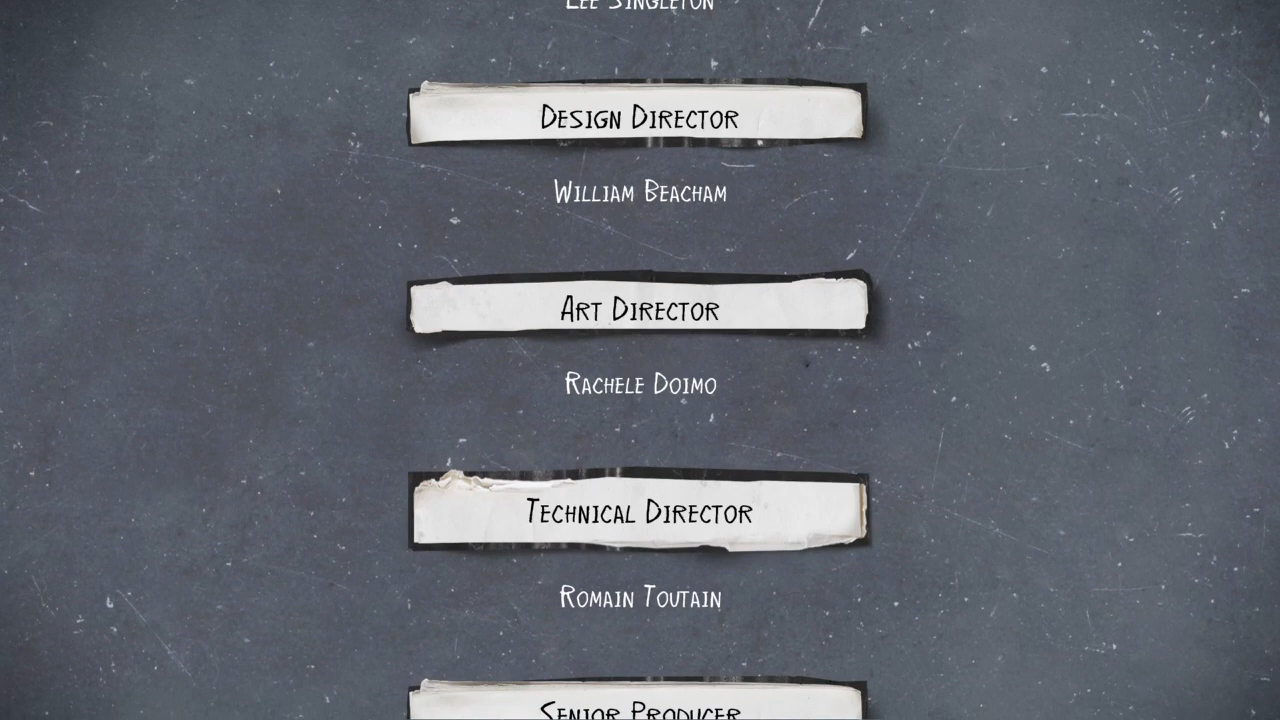 Lee Singleton
Design Director
William Beacham
Art Director
Rachele Doimo
Technical Director
Romain Toutain
Senior Producer